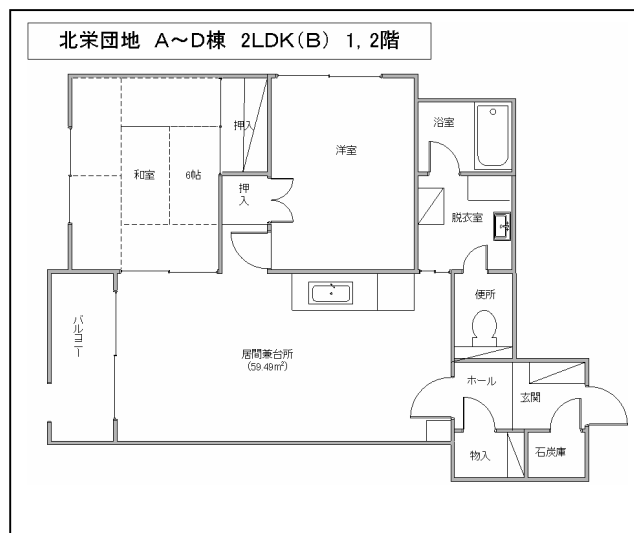 北栄団地 A～D棟 2LDK(B) 1, 2階
押入
浴室
洋室
和室 6帖
押入
脱衣室
便所
バルコニー
居間兼台所
(59.49㎡)
ホール
玄関
物入
石炭庫